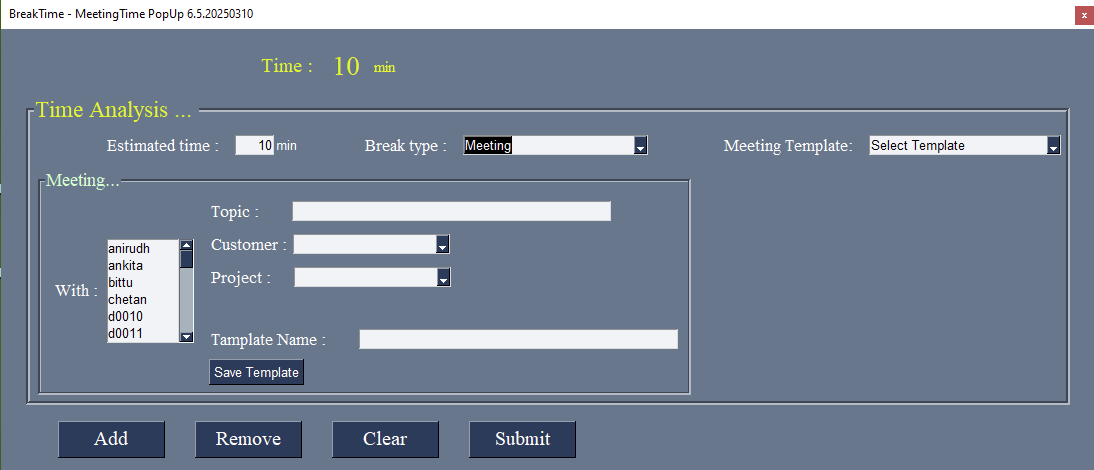 BreakTime - MeetingTime PopUp 6.5.20250310
x
Time : 10 min
Time Analysis ...
Estimated time : 10 min Break type : Meeting Meeting Template: Select Template
Meeting...
Topic :
Customer :
Project :
With :
anirudh
ankita
bittu
chetan
d0010
d0011
Tamplate Name :
Save Template
Add Remove Clear Submit